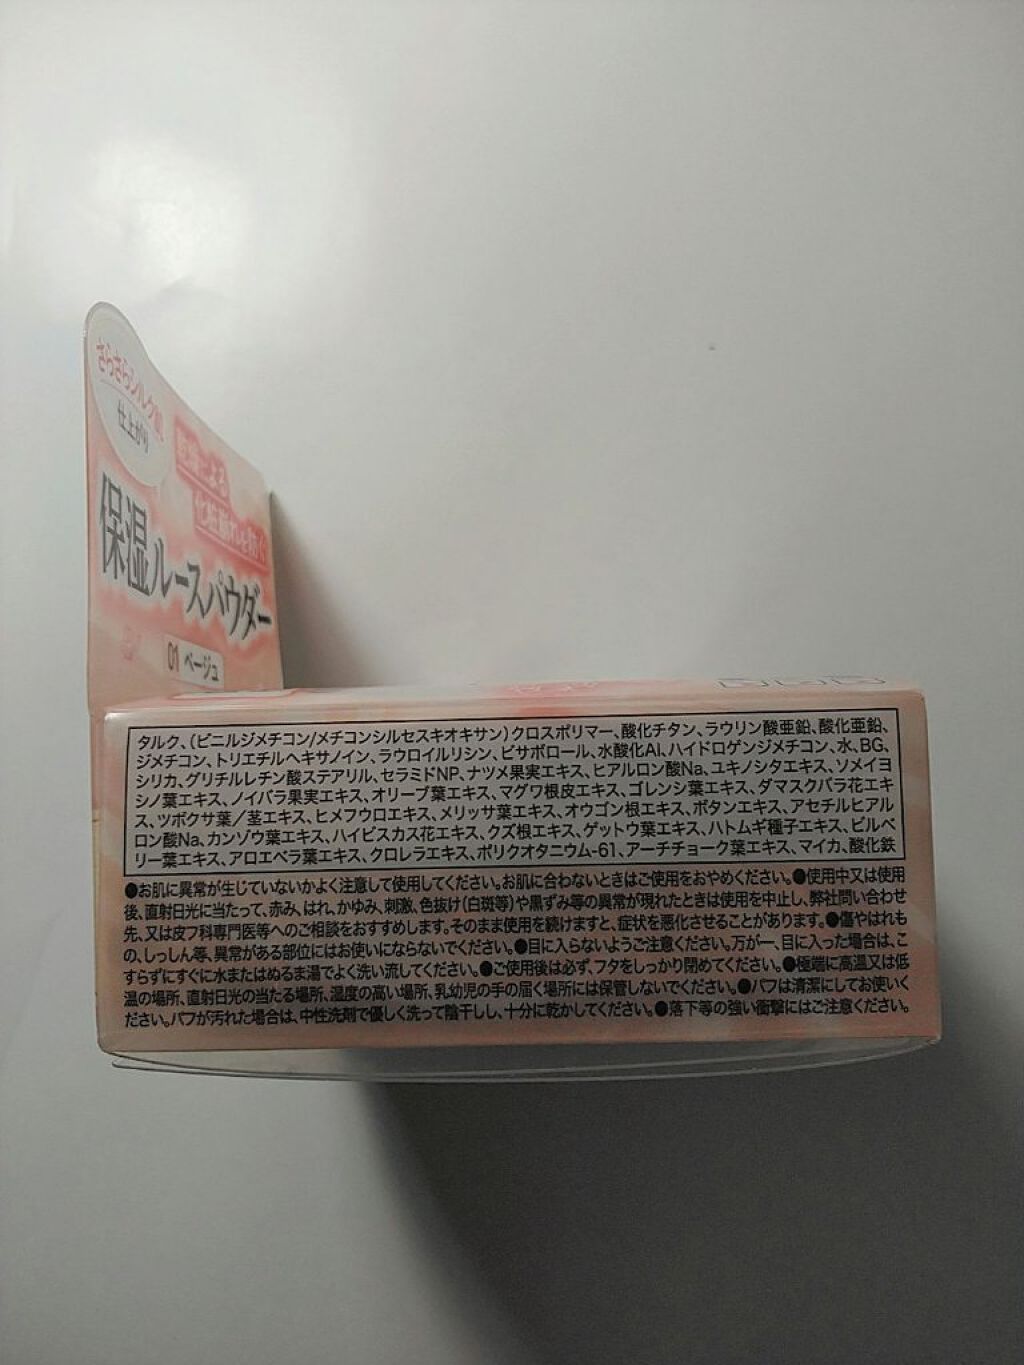 さらさらシルク肌
仕上がり
乾燥による
化粧崩れを防ぐ
保湿ルースパウダー
01 ベージュ
タルク、(ビニルジメチコン/メチコンシルセスキオキサン)クロスポリマー、酸化チタン、ラウリン酸亜鉛、酸化亜鉛、
ジメチコン、トリエチルヘキサノイン、ラウロイルリシン、ビサボロール、水酸化Al、ハイドロゲンジメチコン、水、BG、
シリカ、グリチルレチン酸ステアリル、セラミドNP、ナツメ果実エキス、ヒアルロン酸Na、ユキノシタエキス、ソメイヨ
シノ葉エキス、ノイバラ果実エキス、オリーブ葉エキス、マグワ根皮エキス、ゴレンシ葉エキス、ダマスクバラ花エキ
ス、ツボクサ葉/茎エキス、ヒメフウロエキス、メリッサ葉エキス、オウゴン根エキス、ボタンエキス、アセチルヒアル
ロン酸Na、カンゾウ葉エキス、ハイビスカス花エキス、クズ根エキス、ゲットウ葉エキス、ハトムギ種子エキス、ビルベ
リー葉エキス、アロエベラ葉エキス、クロレラエキス、ポリクオタニウム-61、アーチチョーク葉エキス、マイカ、酸化鉄
●お肌に異常が生じていないかよく注意して使用してください。お肌に合わないときはご使用をおやめください。●使用中又は使用
後、直射日光に当たって、赤み、はれ、かゆみ、刺激、色抜け(白斑等)や黒ずみ等の異常が現れたときは使用を中止し、弊社問い合わせ
先、又は皮フ科専門医等へのご相談をおすすめします。そのまま使用を続けますと、症状を悪化させることがあります。●傷やはれも
の、しっしん等、異常がある部位にはお使いにならないでください。●目に入らないようご注意ください。万が一、目に入った場合は、こ
すらずにすぐに水またはぬるま湯でよく洗い流してください。●ご使用後は必ず、フタをしっかり閉めてください。●極端に高温又は低
温の場所、直射日光の当たる場所、湿度の高い場所、乳幼児の手の届く場所には保管しないでください。●パフは清潔にしてお使いく
ださい。パフが汚れた場合は、中性洗剤で優しく洗って陰干しし、十分に乾かしてください。●落下等の強い衝撃にはご注意ください。